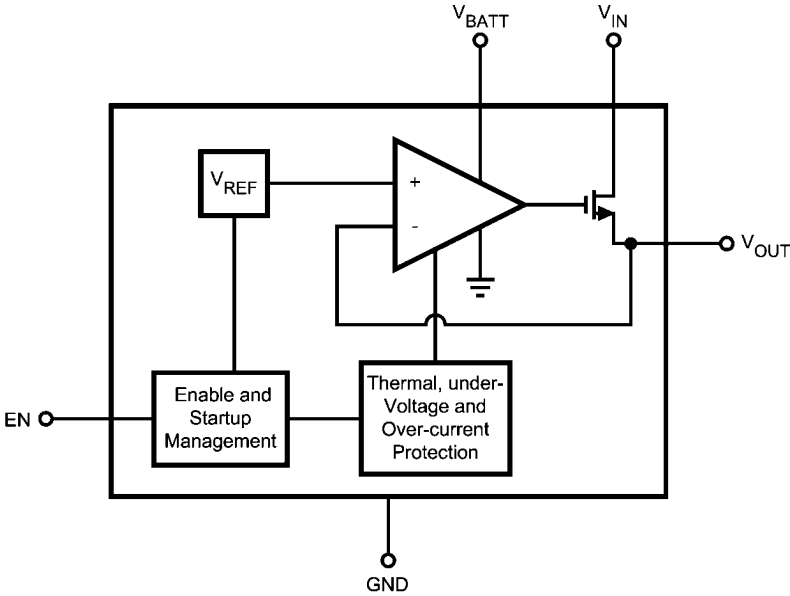 VBATT
VIN
VREF
+
-
VOUT
Thermal, under-
Voltage and
Over-current
Protection
Enable and
Startup
Management
EN
GND